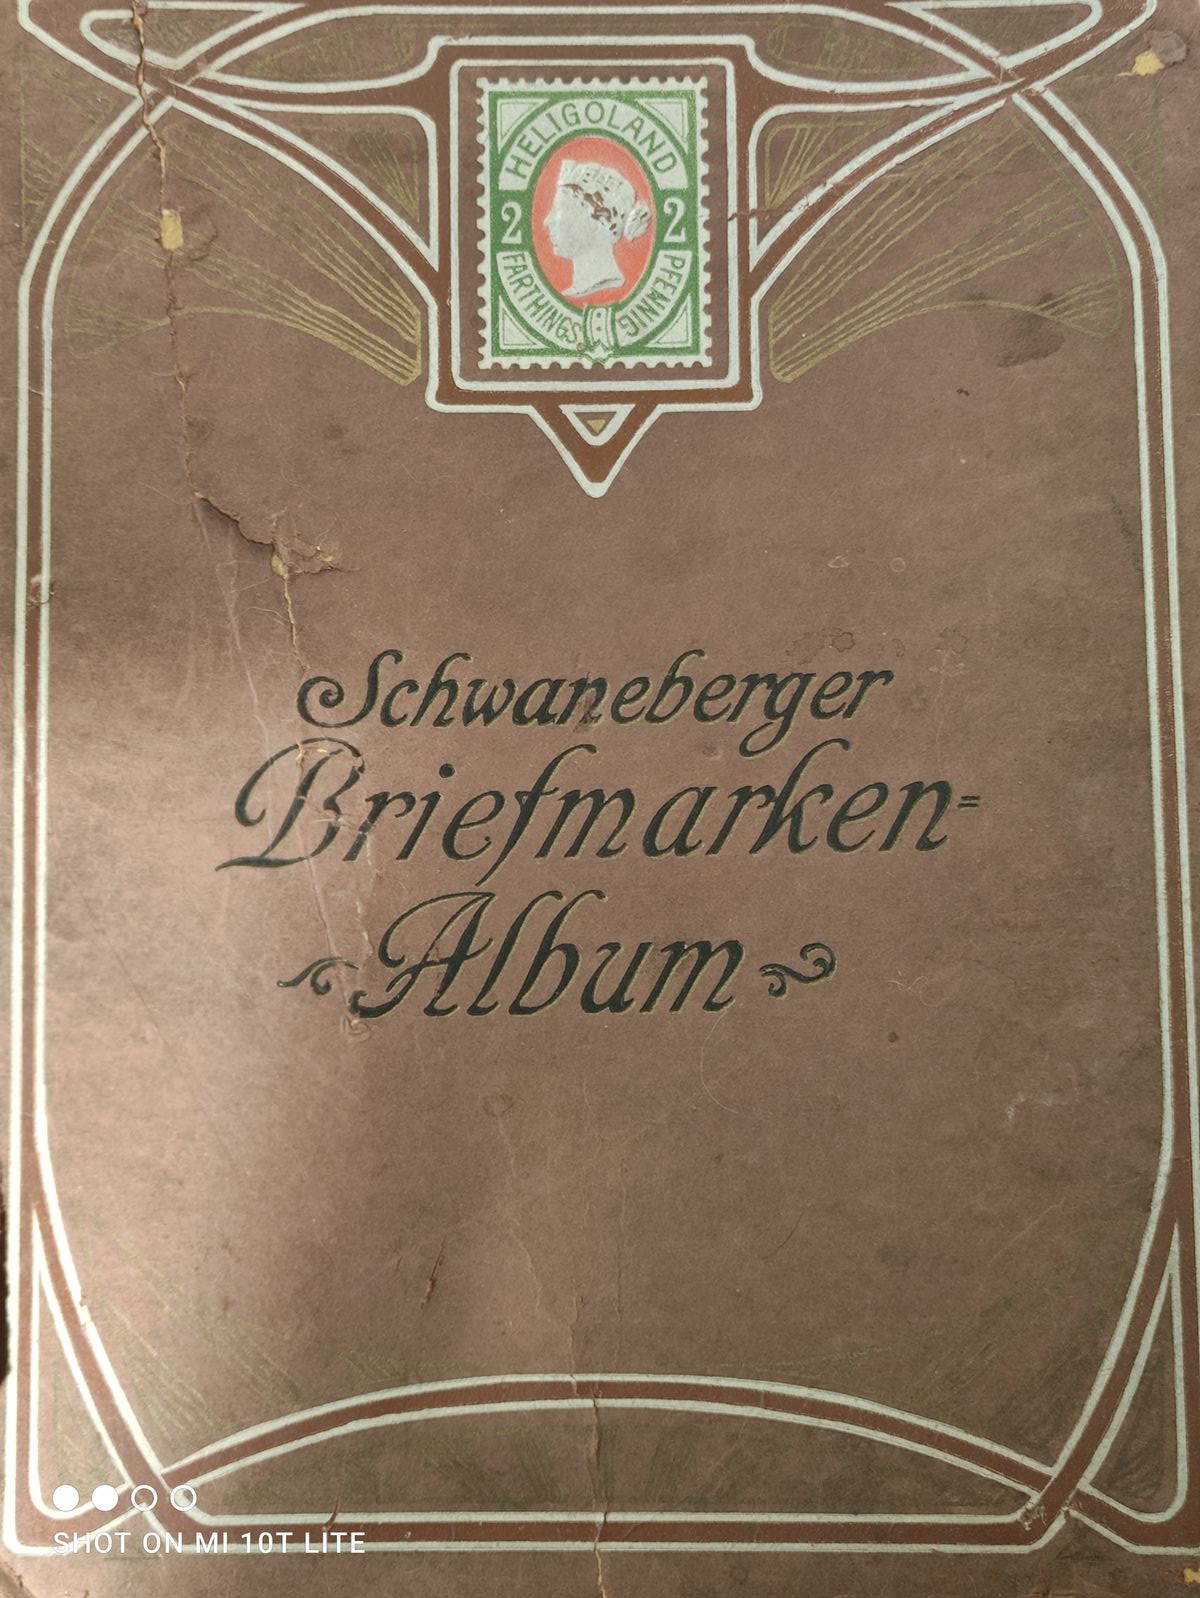 HELIGOLAND
2 2
FARTHINGS PFENNIG
Schwaneberger
Briefmarken=
Album
SHOT ON MI 10T LITE